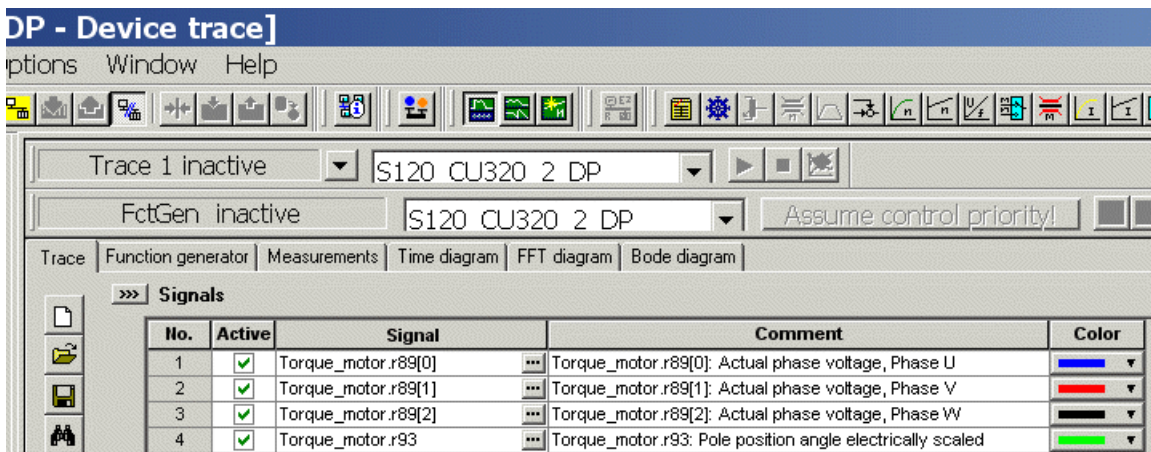 DP - Device trace]
ptions Window Help
Trace 1 inactive S120_CU320_2_DP
FctGen inactive S120_CU320_2_DP Assume control priority!
Trace Function generator Measurements Time diagram FFT diagram Bode diagram
>>> Signals
No. Active Signal Comment Color
1 Torque_motor.r89[0] ... Torque_motor.r89[0]: Actual phase voltage, Phase U
2 Torque_motor.r89[1] ... Torque_motor.r89[1]: Actual phase voltage, Phase V
3 Torque_motor.r89[2] ... Torque_motor.r89[2]: Actual phase voltage, Phase W
4 Torque_motor.r93 ... Torque_motor.r93: Pole position angle electrically scaled